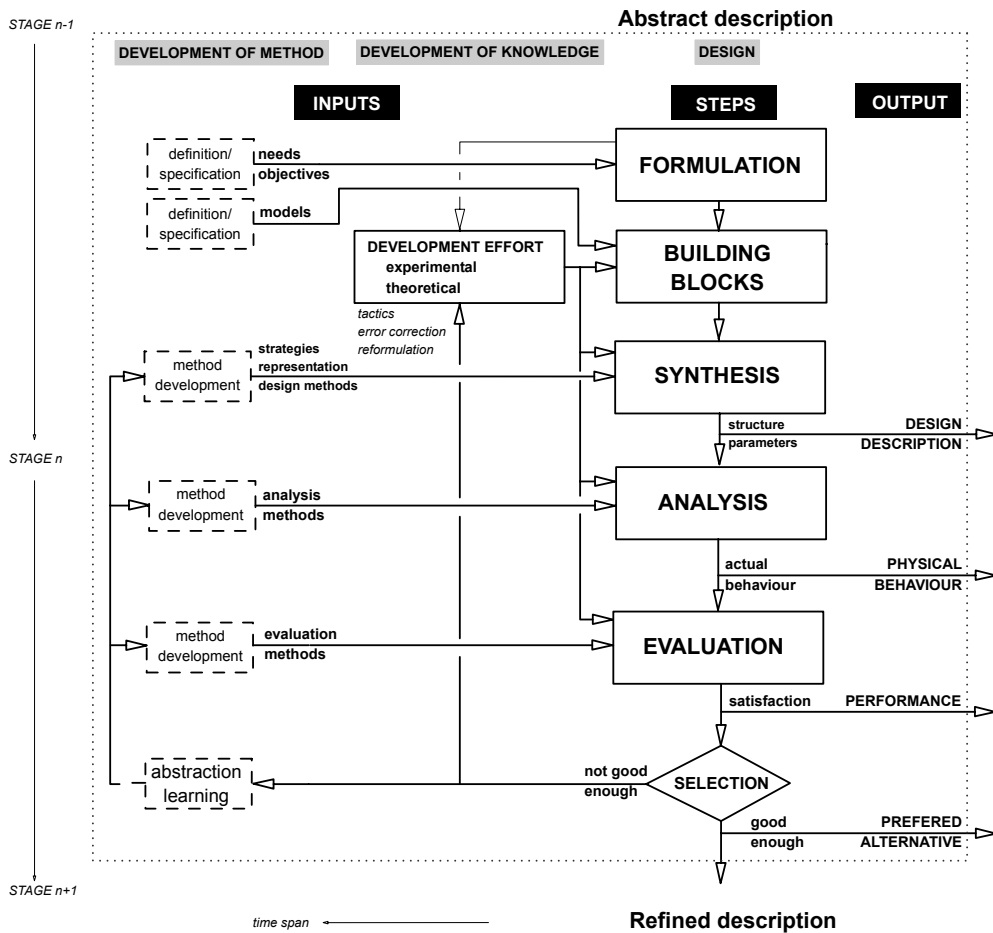 STAGE n-1
Abstract description
DEVELOPMENT OF METHOD
DEVELOPMENT OF KNOWLEDGE
DESIGN
INPUTS
STEPS
OUTPUT
definition/
specification
needs
objectives
FORMULATION
definition/
specification
models
DEVELOPMENT EFFORT
experimental
theoretical
BUILDING
BLOCKS
tactics
error correction
reformulation
method
development
strategies
representation
design methods
SYNTHESIS
structure
parameters
DESIGN
DESCRIPTION
STAGE n
method
development
analysis
methods
ANALYSIS
actual
behaviour
PHYSICAL
BEHAVIOUR
method
development
evaluation
methods
EVALUATION
satisfaction
PERFORMANCE
abstraction
learning
not good
enough
SELECTION
good
enough
PREFERED
ALTERNATIVE
STAGE n+1
time span
Refined description